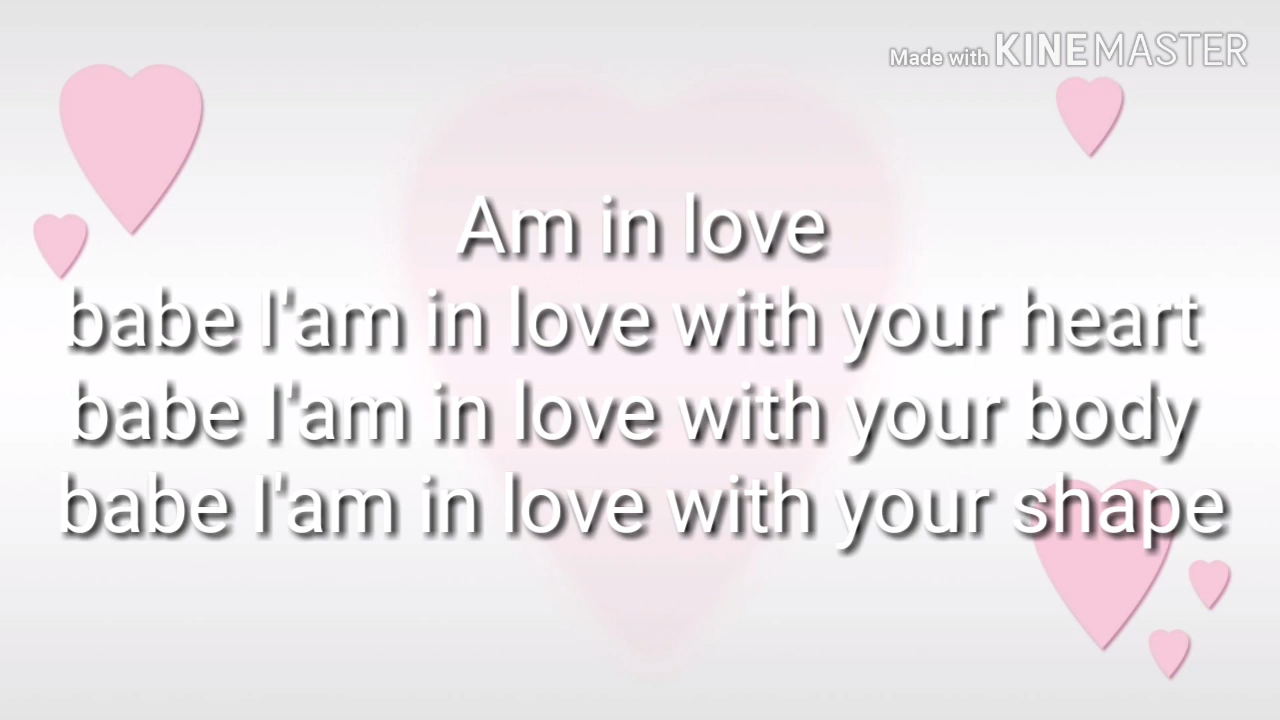 Made with KINEMASTER
Am in love
babe I'am in love with your heart
babe I'am in love with your body
babe I'am in love with your shape